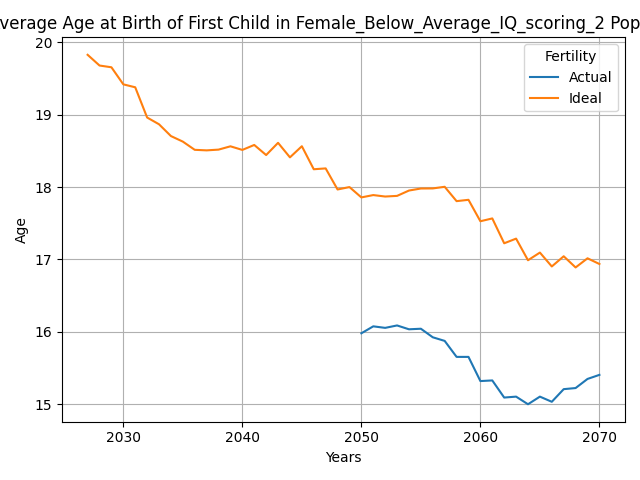 verage Age at Birth of First Child in Female_Below_Average_IQ_scoring_2 Pop
Fertility
Actual
Ideal
20
19
18
17
16
15
Age
2030 2040 2050 2060 2070
Years